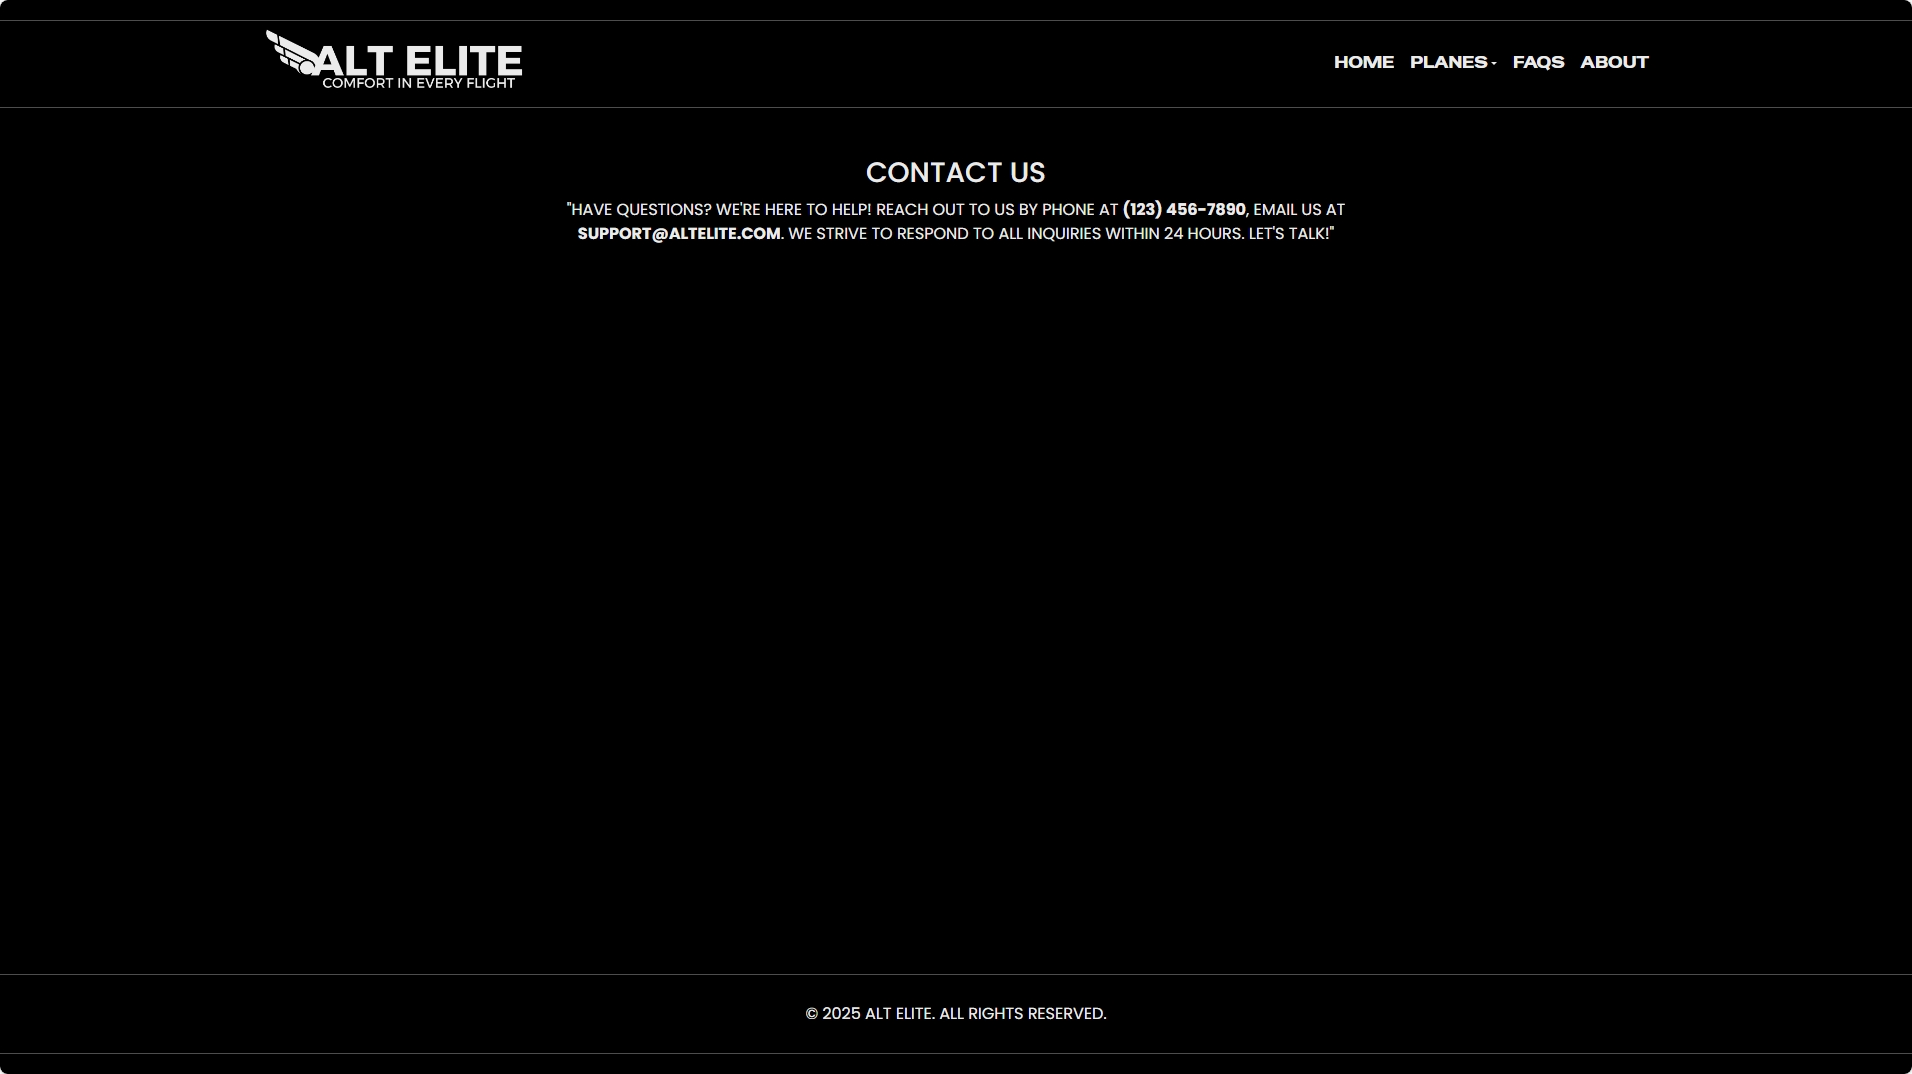 ALT ELITE
COMFORT IN EVERY FLIGHT
HOME PLANES FAQS ABOUT
CONTACT US
"HAVE QUESTIONS? WE'RE HERE TO HELP! REACH OUT TO US BY PHONE AT (123) 456-7890, EMAIL US AT
SUPPORT@ALTELITE.COM. WE STRIVE TO RESPOND TO ALL INQUIRIES WITHIN 24 HOURS. LET'S TALK!"
© 2025 ALT ELITE. ALL RIGHTS RESERVED.